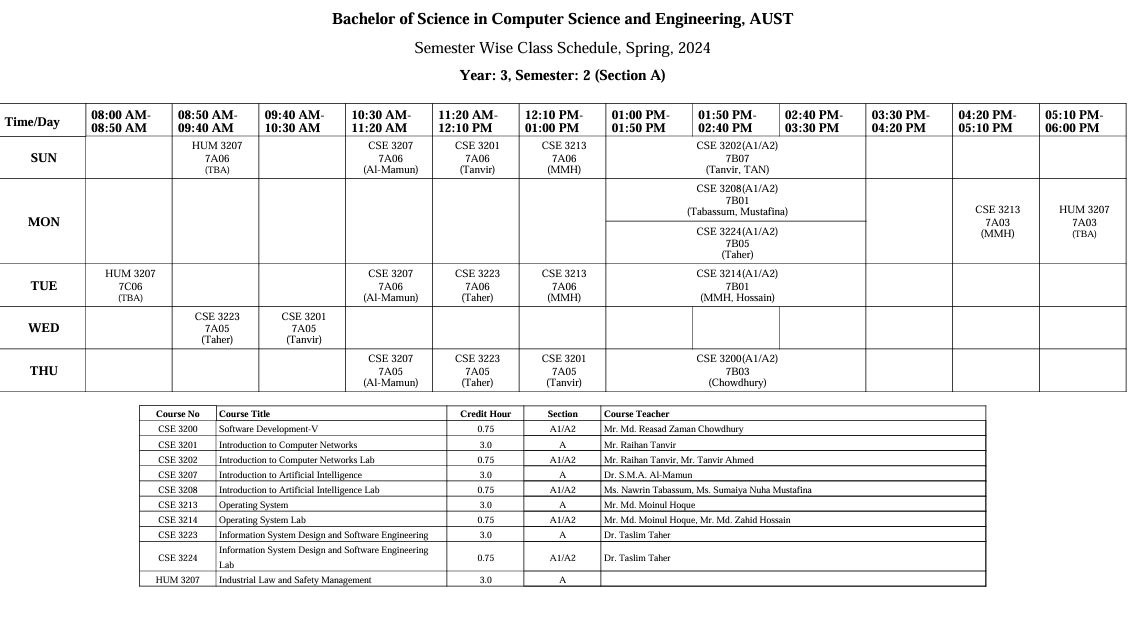 Bachelor of Science in Computer Science and Engineering, AUST
Semester Wise Class Schedule, Spring, 2024
Year: 3, Semester: 2 (Section A)
Time/Day
08:00 AM-
08:50 AM
08:50 AM-
09:40 AM
09:40 AM-
10:30 AM
10:30 AM-
11:20 AM
11:20 AM-
12:10 PM
12:10 PM-
01:00 PM
01:00 PM-
01:50 PM
01:50 PM-
02:40 PM
02:40 PM-
03:30 PM
03:30 PM-
04:20 PM
04:20 PM-
05:10 PM
05:10 PM-
06:00 PM
SUN
HUM 3207
7A06
(TBA)
CSE 3207
7A06
(Al-Mamun)
CSE 3201
7A06
(Tanvir)
CSE 3213
7A06
(MMH)
CSE 3202(A1/A2)
7B07
(Tanvir, TAN)
MON
CSE 3208(A1/A2)
7B01
(Tabassum, Mustafina)
CSE 3224(A1/A2)
7B05
(Taher)
CSE 3213
7A03
(MMH)
HUM 3207
7A03
(TBA)
TUE
HUM 3207
7C06
(TBA)
CSE 3207
7A06
(Al-Mamun)
CSE 3223
7A06
(Taher)
CSE 3213
7A06
(MMH)
CSE 3214(A1/A2)
7B01
(MMH, Hossain)
WED
CSE 3223
7A05
(Taher)
CSE 3201
7A05
(Tanvir)
THU
CSE 3207
7A05
(Al-Mamun)
CSE 3223
7A05
(Taher)
CSE 3201
7A05
(Tanvir)
CSE 3200(A1/A2)
7B03
(Chowdhury)
Course No Course Title Credit Hour Section Course Teacher
CSE 3200 Software Development-V 0.75 A1/A2 Mr. Md. Reasad Zaman Chowdhury
CSE 3201 Introduction to Computer Networks 3.0 A Mr. Raihan Tanvir
CSE 3202 Introduction to Computer Networks Lab 0.75 A1/A2 Mr. Raihan Tanvir, Mr. Tanvir Ahmed
CSE 3207 Introduction to Artificial Intelligence 3.0 A Dr. S.M.A. Al-Mamun
CSE 3208 Introduction to Artificial Intelligence Lab 0.75 A1/A2 Ms. Nawrin Tabassum, Ms. Sumaiya Nuha Mustafina
CSE 3213 Operating System 3.0 A Mr. Md. Moinul Hoque
CSE 3214 Operating System Lab 0.75 A1/A2 Mr. Md. Moinul Hoque, Mr. Md. Zahid Hossain
CSE 3223 Information System Design and Software Engineering 3.0 A Dr. Taslim Taher
CSE 3224 Information System Design and Software Engineering
Lab 0.75 A1/A2 Dr. Taslim Taher
HUM 3207 Industrial Law and Safety Management 3.0 A